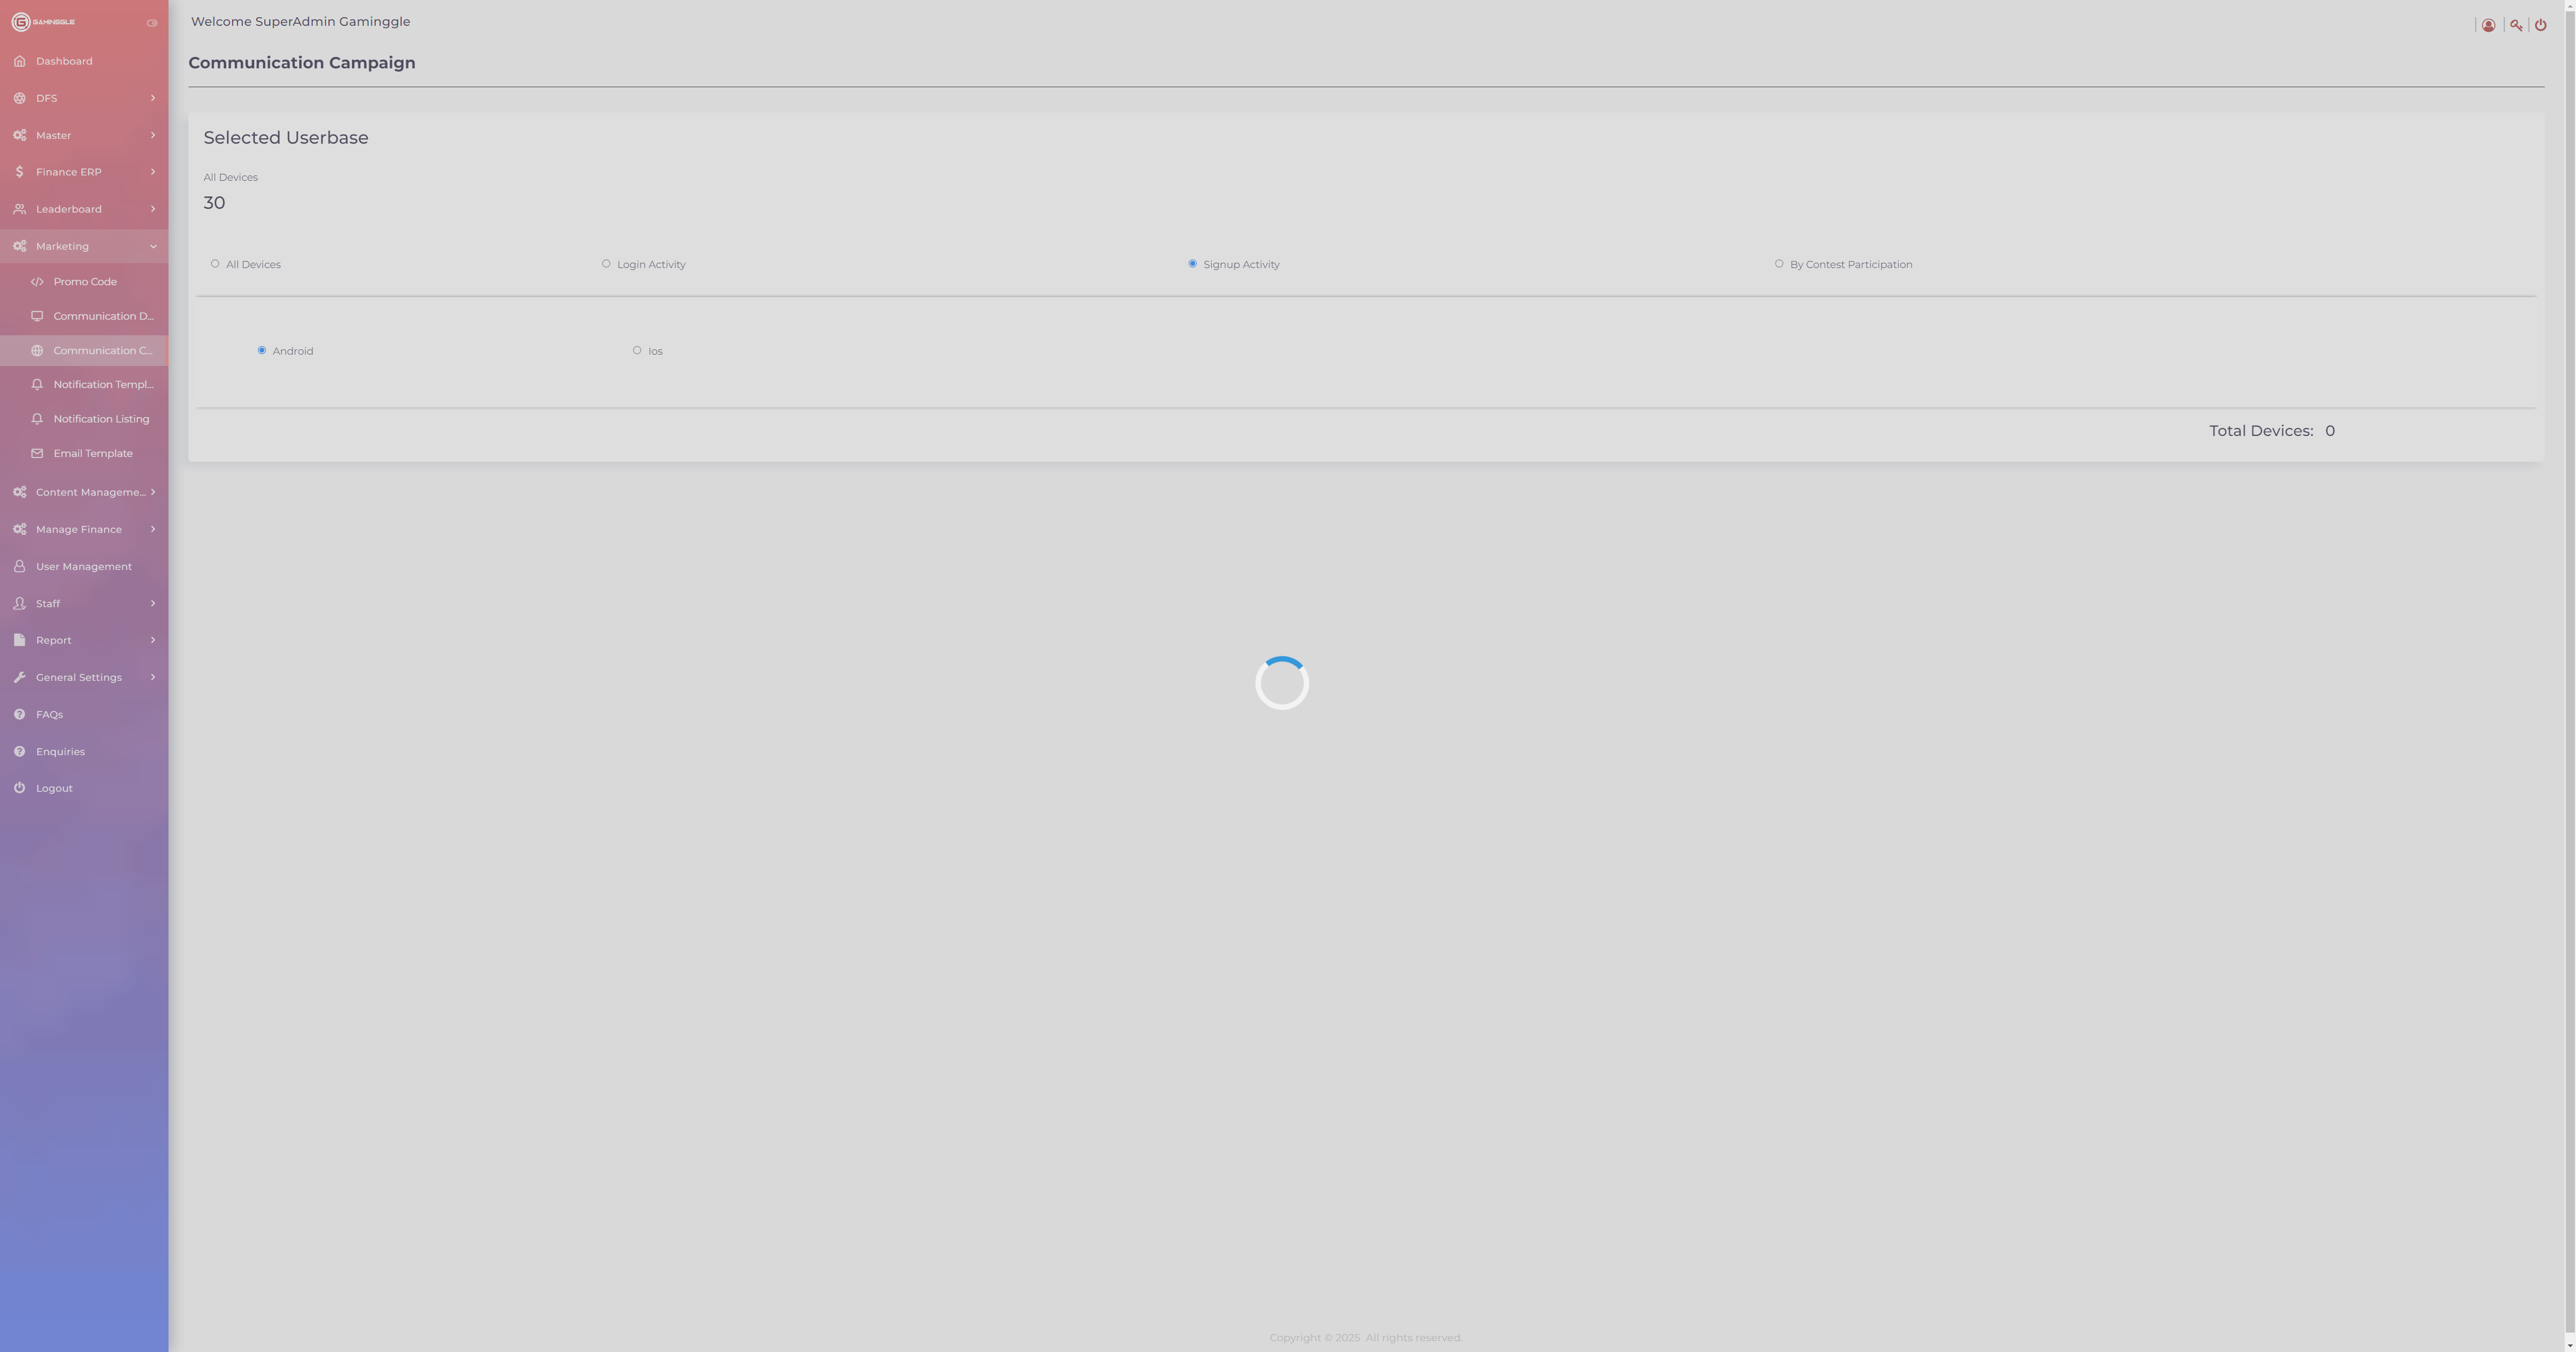 GAMINGGLE
Welcome SuperAdmin Gaminggle
Communication Campaign
Dashboard
DFS
Master
Finance ERP
Leaderboard
Marketing
Promo Code
Communication D...
Communication C...
Notification Templ...
Notification Listing
Email Template
Content Manageme...
Manage Finance
User Management
Staff
Report
General Settings
FAQs
Enquiries
Logout
Selected Userbase
All Devices
30
All Devices Login Activity Signup Activity By Contest Participation
Android Ios
Total Devices: 0
Copyright © 2025 All rights reserved.